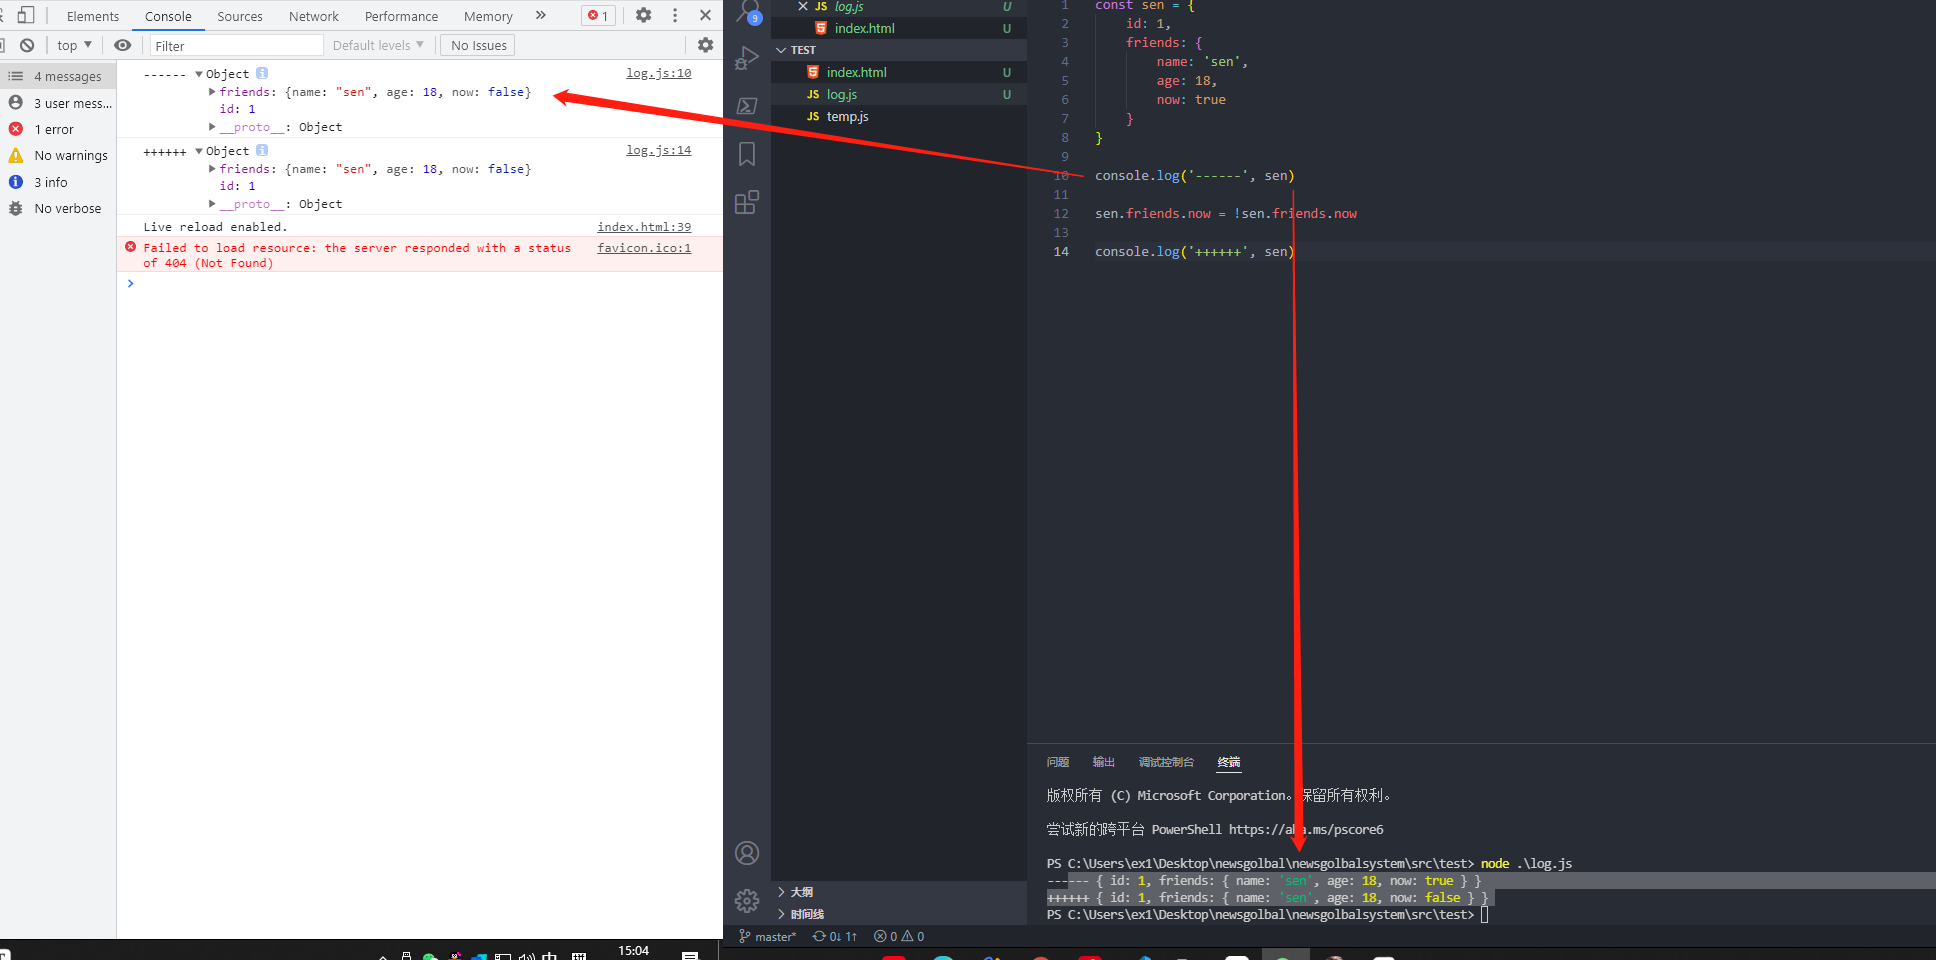 Elements Console Sources Network Performance Memory » 1
top ▼ Filter Default levels ▼ No Issues
4 messages
3 user mess...
1 error
No warnings
3 info
No verbose
------ ▼Object log.js:10
▶friends: {name: "sen", age: 18, now: false}
id: 1
▶__proto__: Object
++++++ ▼Object log.js:14
▶friends: {name: "sen", age: 18, now: false}
id: 1
▶__proto__: Object
Live reload enabled. index.html:39
Failed to load resource: the server responded with a status of 404 (Not Found) favicon.ico:1
>
9
JS log.js U
index.html U
TEST
index.html U
JS log.js U
JS temp.js
大纲
时间线
1 const sen = {
2 id: 1,
3 friends: {
4 name: 'sen',
5 age: 18,
6 now: true
7 }
8 }
9
10 console.log('------', sen)
11
12 sen.friends.now = !sen.friends.now
13
14 console.log('++++++', sen)
问题 输出 调试控制台 终端
版权所有 (C) Microsoft Corporation。保留所有权利。
尝试新的跨平台 PowerShell https://aka.ms/pscore6
PS C:\Users\ex1\Desktop\newsgolbal\newsgolbalsystem\src\test> node .\log.js
------ { id: 1, friends: { name: 'sen', age: 18, now: true } }
++++++ { id: 1, friends: { name: 'sen', age: 18, now: false } }
PS C:\Users\ex1\Desktop\newsgolbal\newsgolbalsystem\src\test>
master* 0↓ 1↑ 0 0
15:04